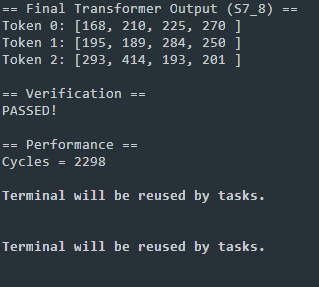 == Final Transformer Output (S7_8) ==
Token 0: [168, 210, 225, 270 ]
Token 1: [195, 189, 284, 250 ]
Token 2: [293, 414, 193, 201 ]
== Verification ==
PASSED!
== Performance ==
Cycles = 2298
Terminal will be reused by tasks.
Terminal will be reused by tasks.